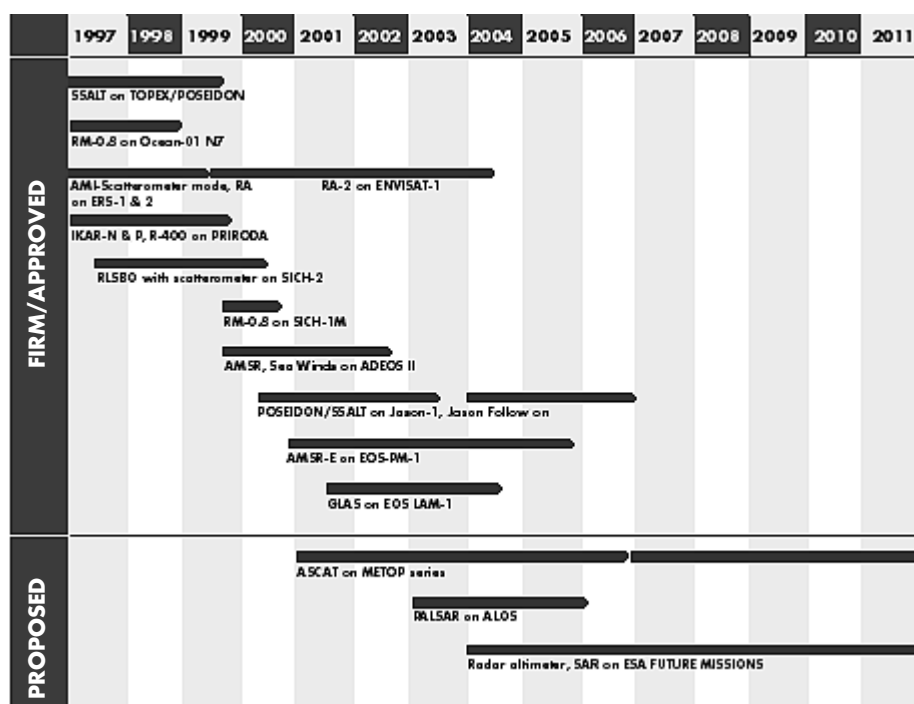 1997 1998 1999 2000 2001 2002 2003 2004 2005 2006 2007 2008 2009 2010 2011
FIRM/APPROVED
SSALT on TOPEX/POSEIDON
RM-0.8 on Ocean-01 N7
AMI-Scatterometer mode, RA
on ERS-1 & 2
RA-2 on ENVISAT-1
IKAR-N & P, R-400 on PRIRODA
RLSBO with scatterometer on SICH-2
RM-0.8 on SICH-1M
AMSR, Sea Winds on ADEOS II
POSEIDON/SSALT on Jason-1, Jason Follow on
AMSR-E on EOS-PM-1
GLAS on EOS LAM-1
PROPOSED
ASCAT on METOP series
PALSAR on ALOS
Radar altimeter, SAR on ESA FUTURE MISSIONS